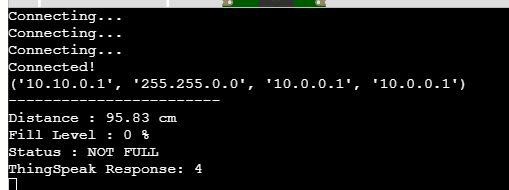 Connecting...
Connecting...
Connecting...
Connected!
('10.10.0.1', '255.255.0.0', '10.0.0.1', '10.0.0.1')
------------------------
Distance : 95.83 cm
Fill Level : 0 %
Status : NOT FULL
ThingSpeak Response: 4